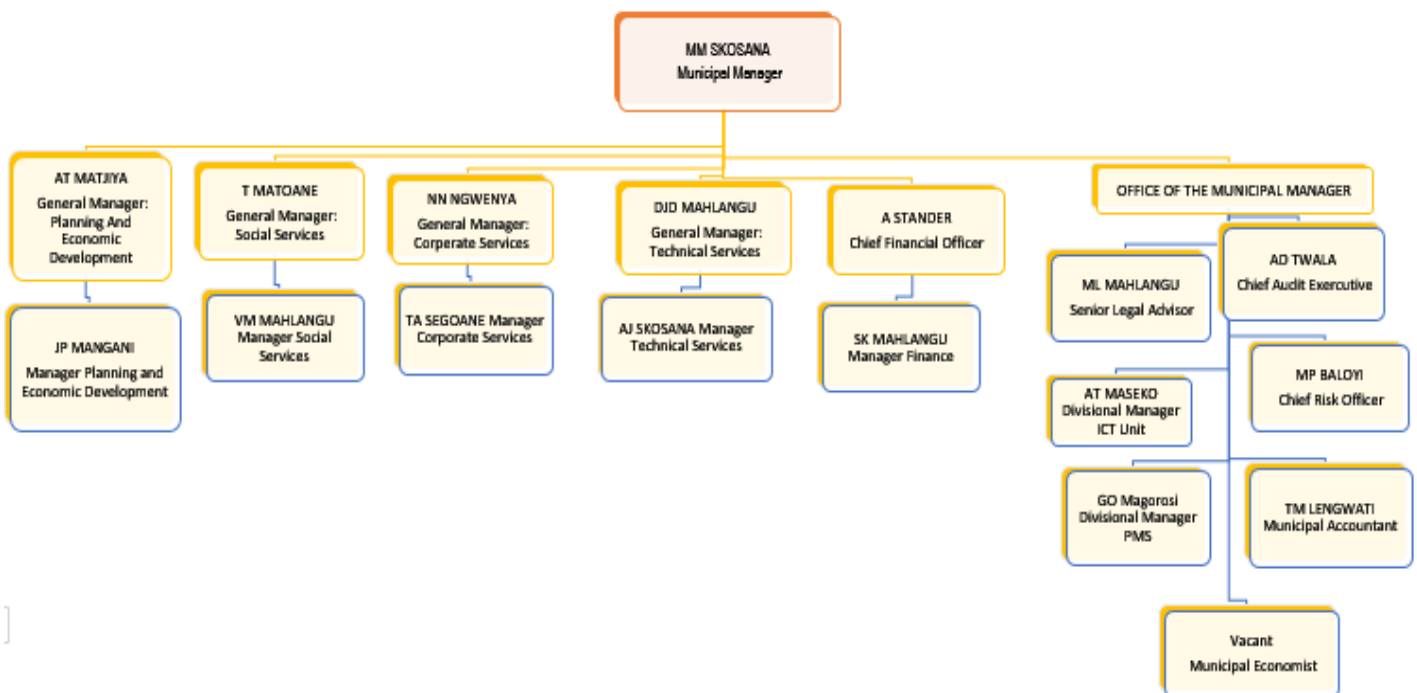 MM SKOSANA
Municipal Manager
AT MATJIYA
General Manager:
Planning And
Economic
Development
T MATOANE
General Manager:
Social Services
NN NGWENYA
General Manager:
Corporate Services
DJD MAHLANGU
General Manager:
Technical Services
A STANDER
Chief Financial Officer
OFFICE OF THE MUNICIPAL MANAGER
JP MANGANI
Manager Planning and
Economic Development
VM MAHLANGU
Manager Social
Services
TA SEGOANE Manager
Corporate Services
AJ SKOSANA Manager
Technical Services
SK MAHLANGU
Manager Finance
ML MAHLANGU
Senior Legal Advisor
AD TWALA
Chief Audit Exercutive
AT MASEKO
Divisional Manager
ICT Unit
MP BALOYI
Chief Risk Officer
GO Magorosi
Divisional Manager
PMS
TM LENGWATI
Municipal Accountant
Vacant
Municipal Economist